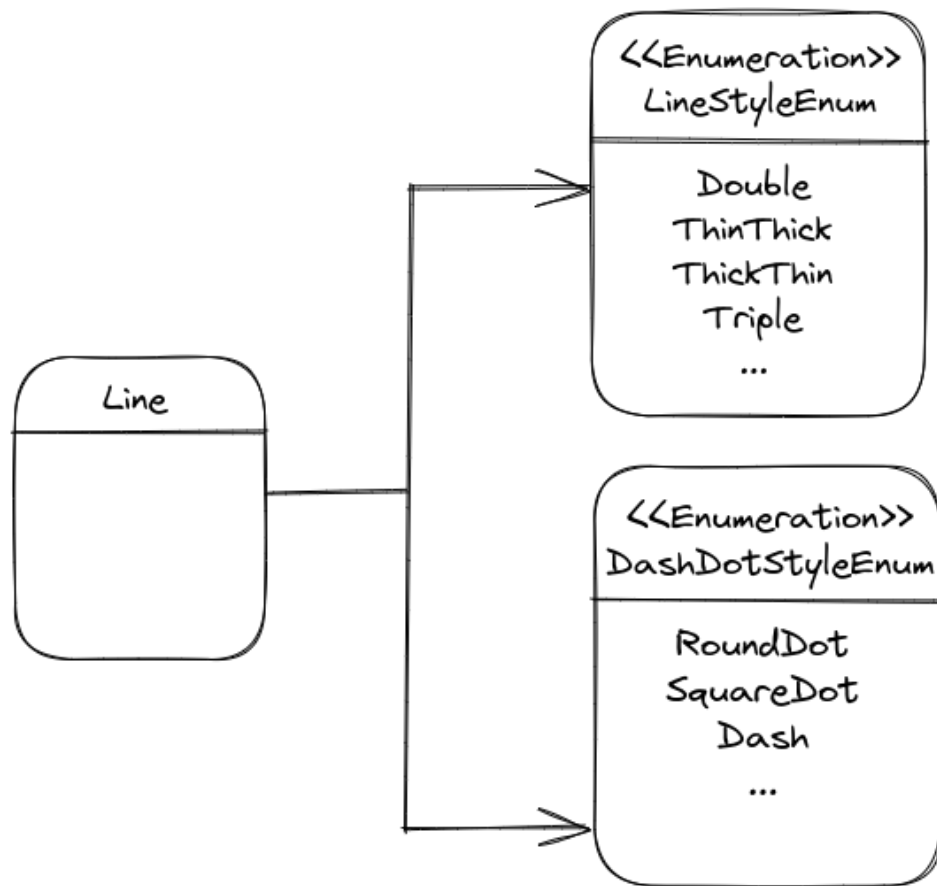 <<Enumeration>>
LineStyleEnum
Double
ThinThick
ThickThin
Triple
...
Line
<<Enumeration>>
DashDotStyleEnum
RoundDot
SquareDot
Dash
...